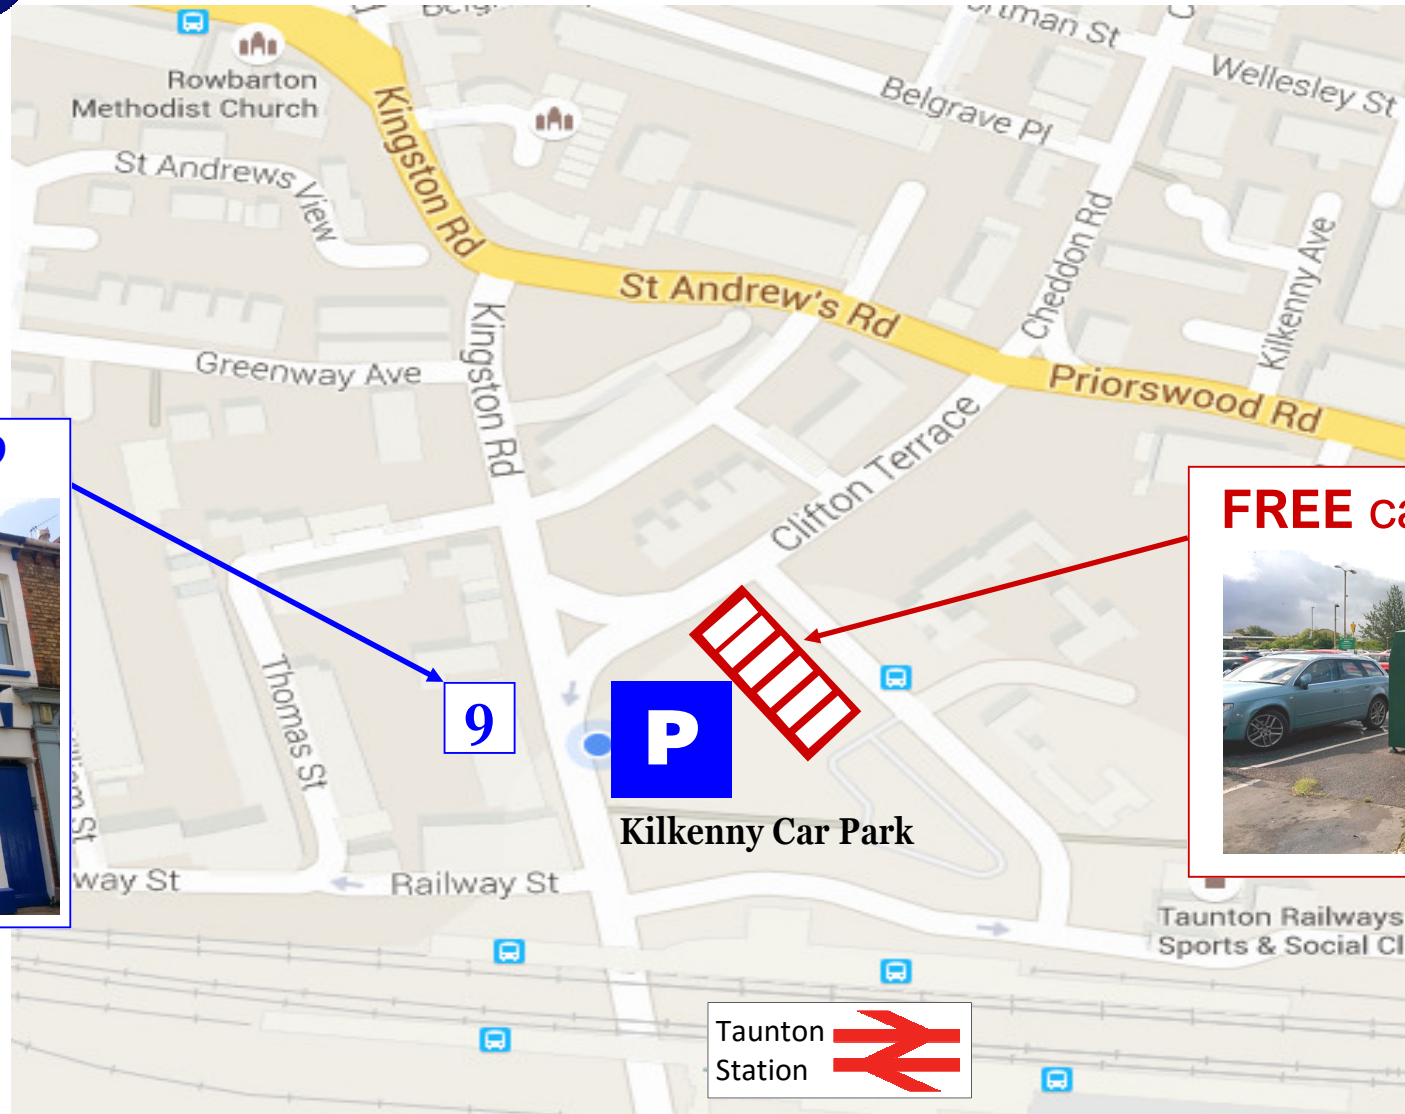 Rowbarton
Methodist Church
St Andrews View
Kingston Rd
Belgrave Pl
Wellesley St
Cheddon Rd
Kilkenny Ave
St Andrew's Rd
Priorswood Rd
Greenway Ave
Kingston Rd
Clifton Terrace
FREE
9
P
Kilkenny Car Park
Thomas St
way St
Railway St
Taunton Railways
Sports & Social Cl
Taunton
Station